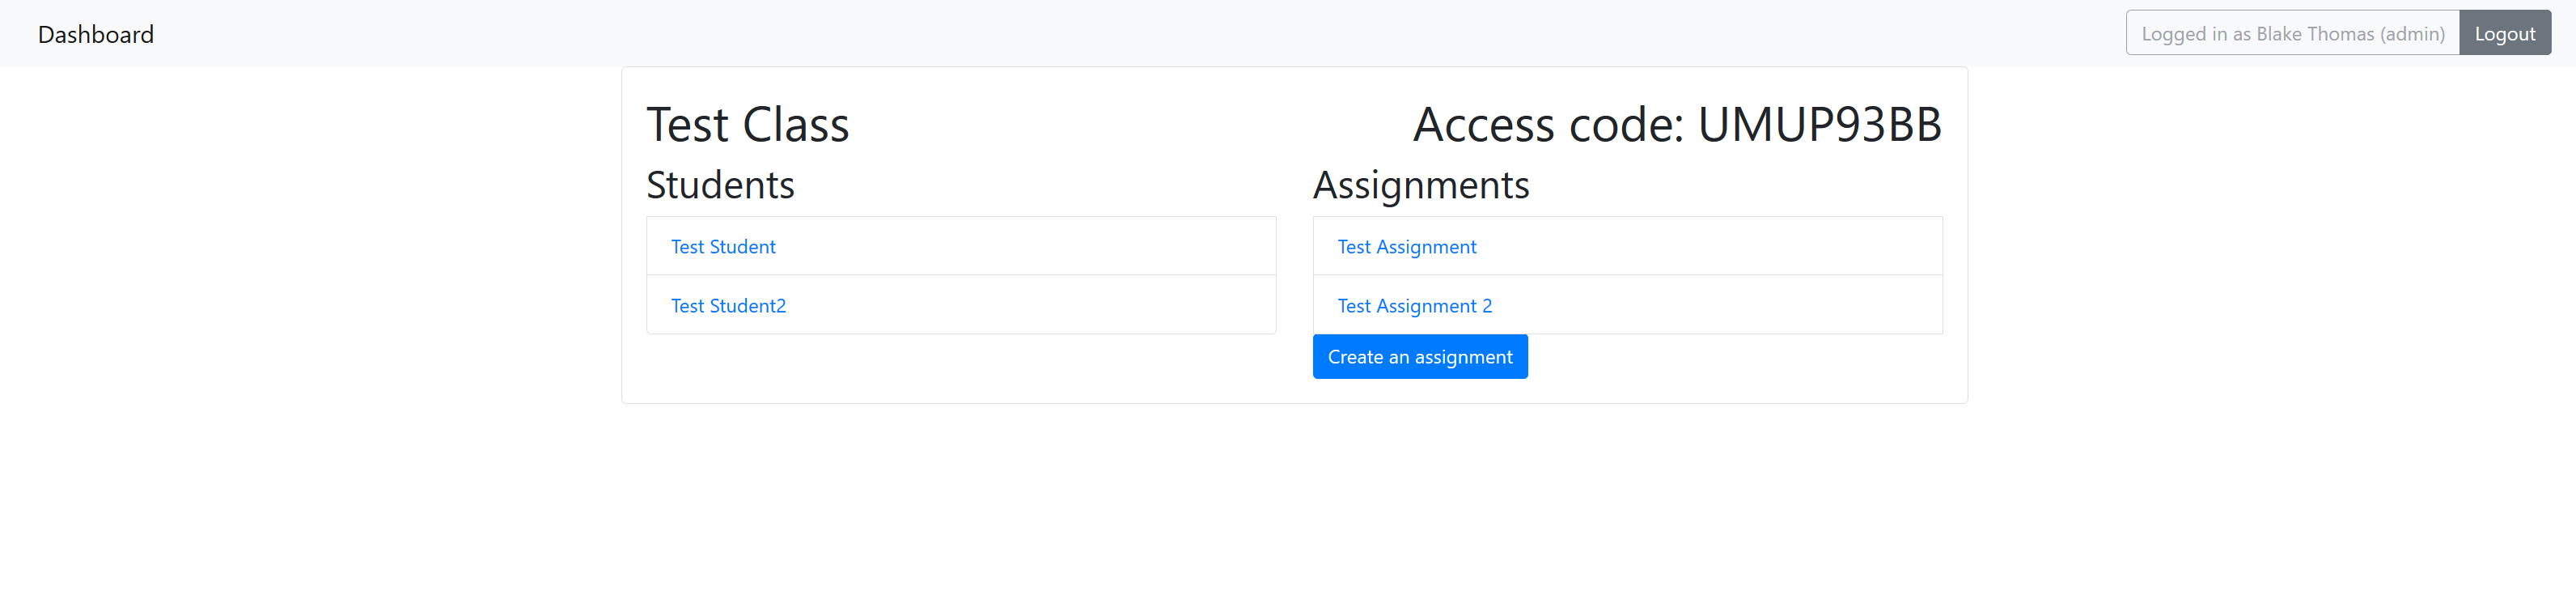 Dashboard
Logged in as Blake Thomas (admin)
Logout
Test Class
Access code: UMUP93BB
Students
Test Student
Test Student2
Assignments
Test Assignment
Test Assignment 2
Create an assignment